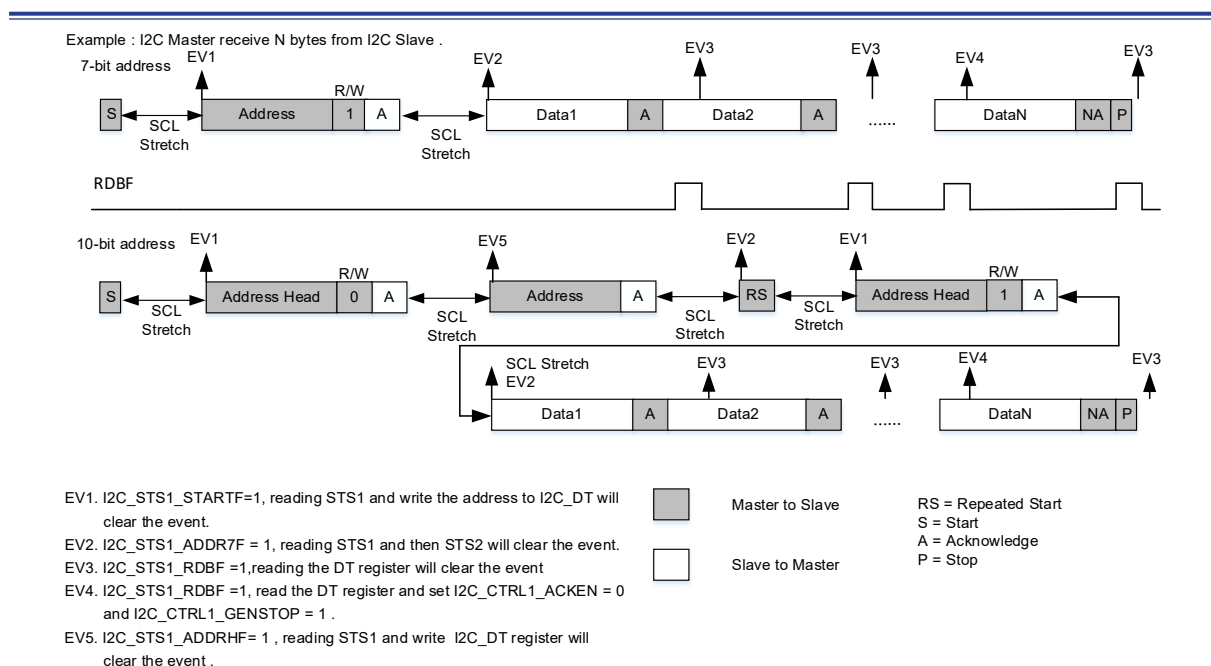 Example : I2C Master receive N bytes from I2C Slave .
7-bit address
EV1 EV2 EV3 EV3 EV4 EV3
R/W
S Address 1 A Data1 A Data2 A ...... DataN NA P
SCL Stretch
SCL Stretch
RDBF
10-bit address
EV1 EV5 EV2 EV1
R/W R/W
S Address Head 0 A Address A RS Address Head 1 A
SCL Stretch
SCL Stretch
SCL Stretch
SCL Stretch
SCL Stretch
EV2 EV3 EV3 EV4 EV3
Data1 A Data2 A ...... DataN NA P
EV1. I2C_STS1_STARTF=1, reading STS1 and write the address to I2C_DT will
clear the event.
EV2. I2C_STS1_ADDR7F = 1, reading STS1 and then STS2 will clear the event.
EV3. I2C_STS1_RDBF =1,reading the DT register will clear the event
EV4. I2C_STS1_RDBF =1, read the DT register and set I2C_CTRL1_ACKEN = 0
and I2C_CTRL1_GENSTOP = 1 .
EV5. I2C_STS1_ADDRHF= 1 , reading STS1 and write I2C_DT register will
clear the event .
Master to Slave
Slave to Master
RS = Repeated Start
S = Start
A = Acknowledge
P = Stop